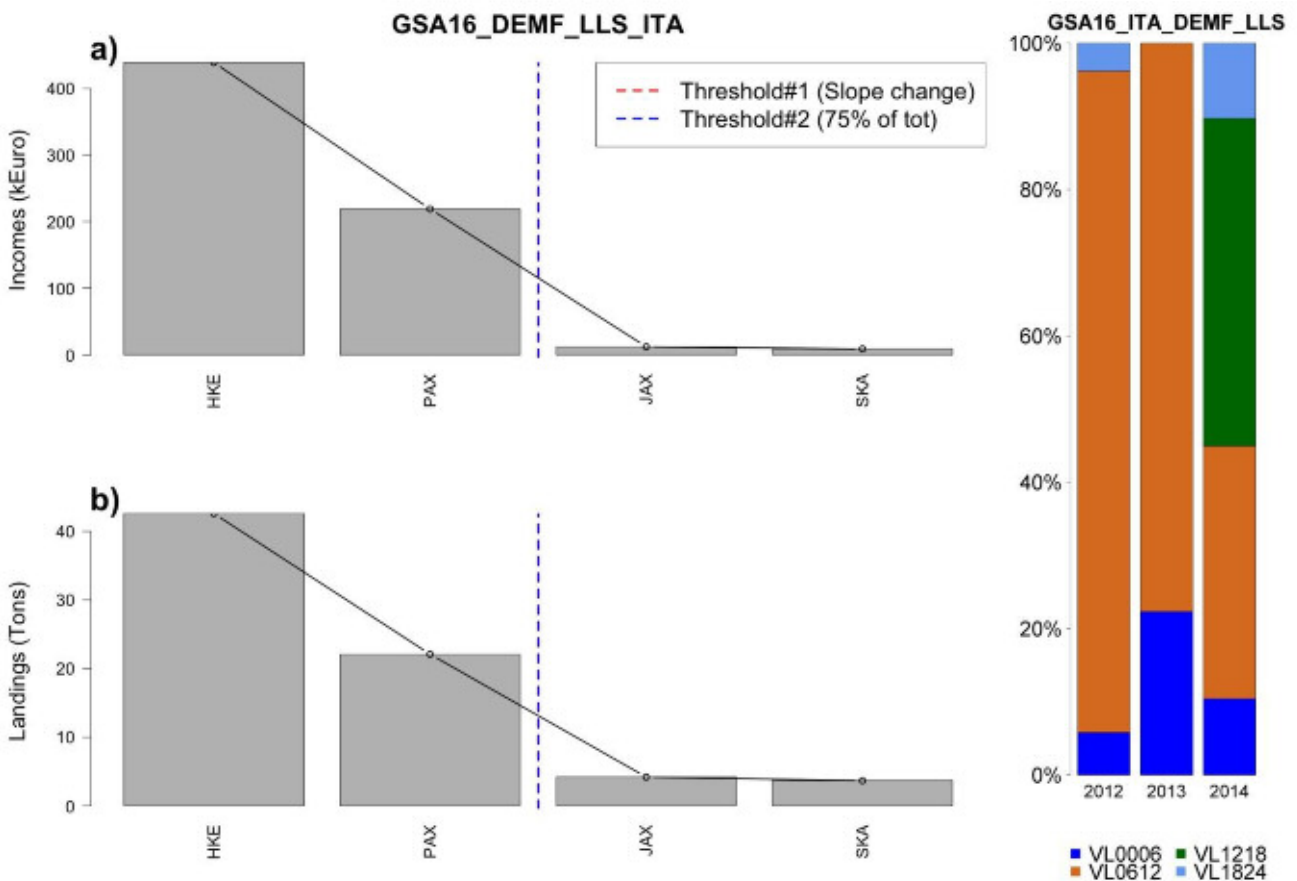 GSA16_DEMF_LLS_ITA
a)
Incomes (kEuro)
400
300
200
100
0
Threshold#1 (Slope change)
Threshold#2 (75% of tot)
HKE
PAX
JAX
SKA
b)
Landings (Tons)
40
30
20
10
0
HKE
PAX
JAX
SKA
GSA16_ITA_DEMF_LLS
100%
80%
60%
40%
20%
0%
2012
2013
2014
VL0006
VL1218
VL0612
VL1824